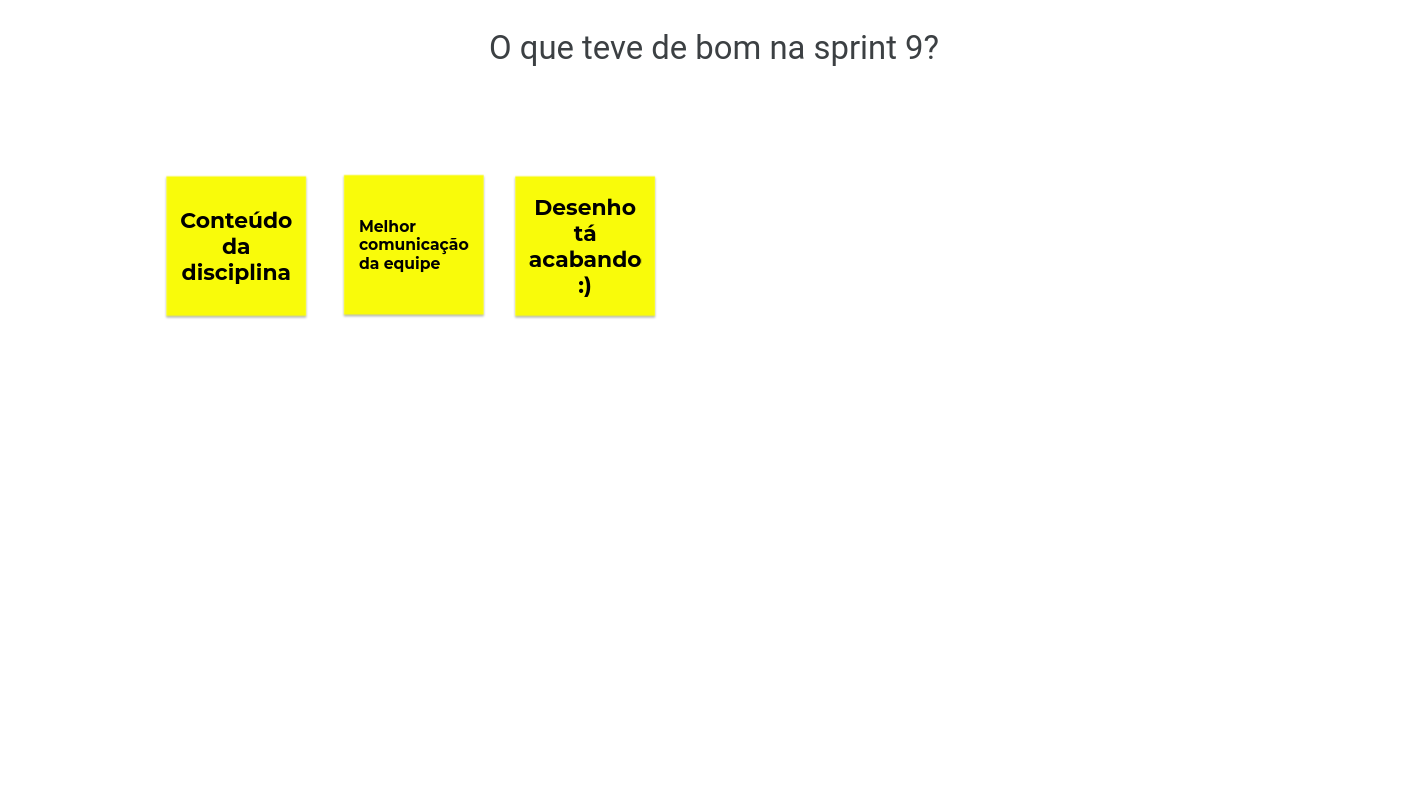 O que teve de bom na sprint 9?
Conteúdo
da
disciplina
Melhor
comunicação
da equipe
Desenho
tá
acabando
:)